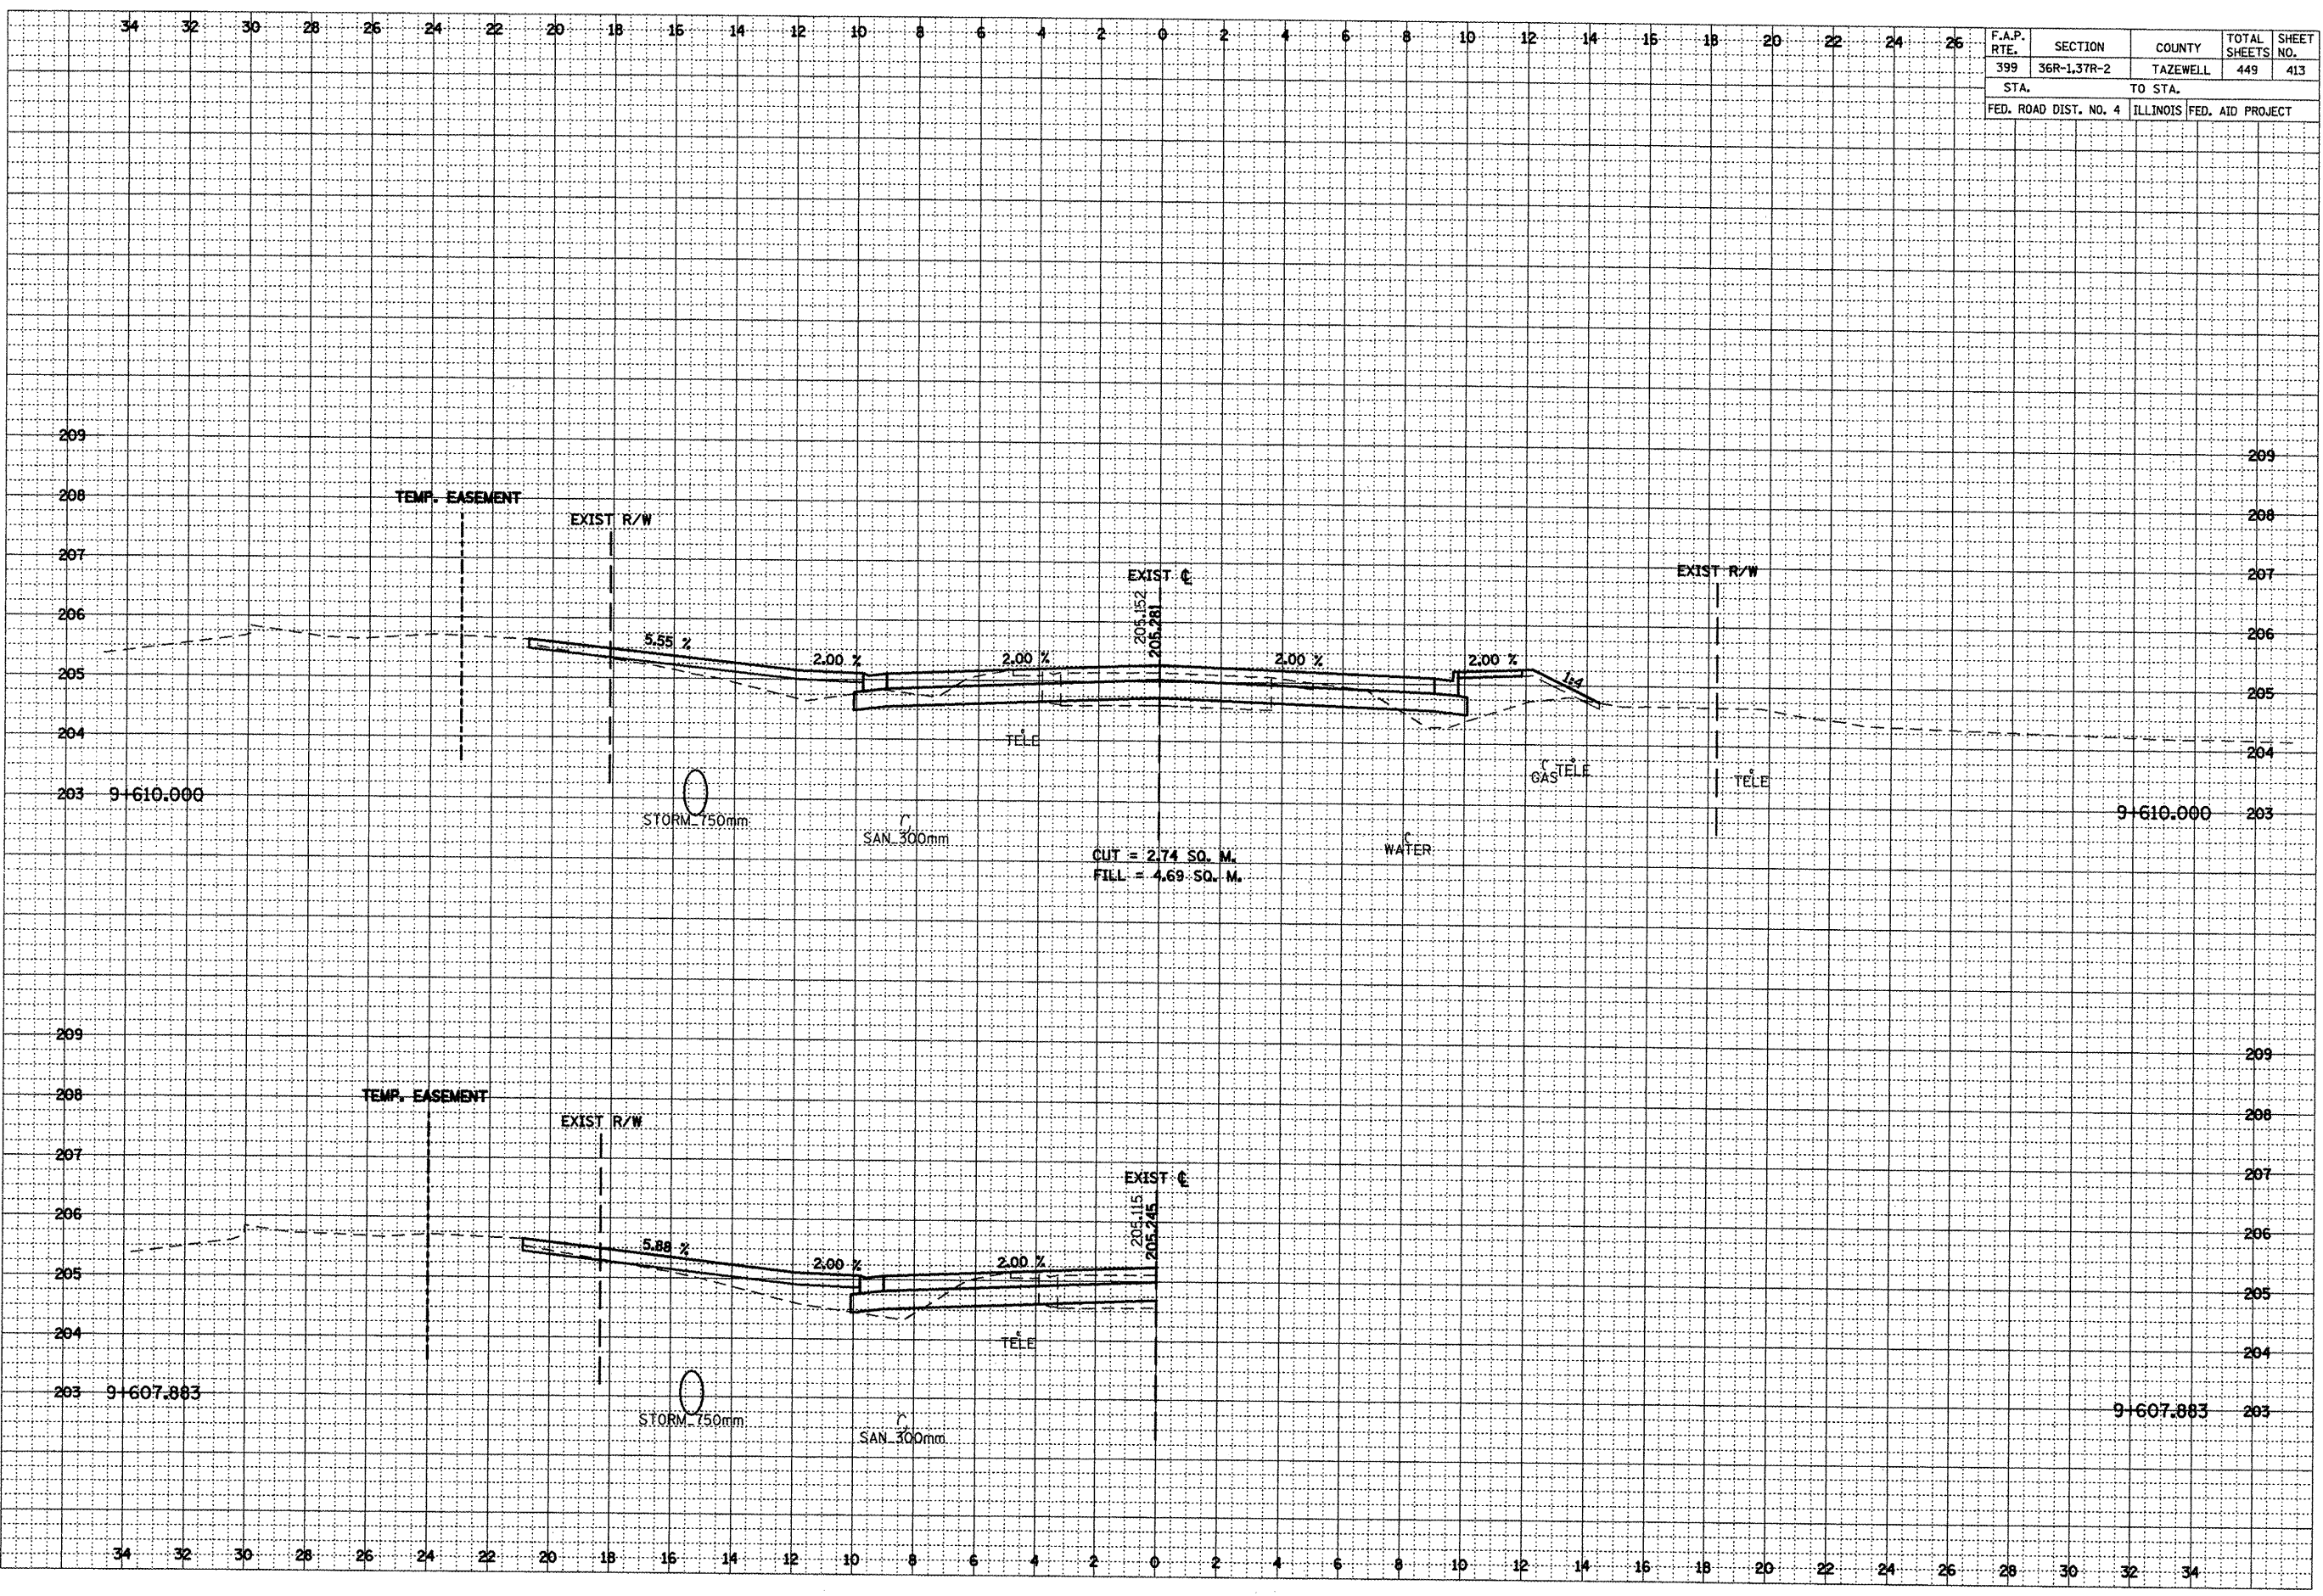 34 32 30 28 26 24 22 20 18 16 14 12 10 8 6 4 2 0 2 4 6 8 10 12 14 16 18 20 22 24 26
F.A.P. RTE. SECTION COUNTY TOTAL SHEETS SHEET NO.
399 36R-1,37R-2 TAZEWELL 449 413
STA. TO STA.
FED. ROAD DIST. NO. 4 ILLINOIS FED. AID PROJECT
209 209
208 TEMP. EASEMENT 208
EXIST R/W
207 EXIST ℄ EXIST R/W 207
206 205.152 205.281 206
5.55 % 2.00 % 2.00 % 2.00 % 2.00 %
205 1:4 205
204 TELE 204
GAS TELE TELE
203 9+610.000 9+610.000 203
STORM_750mm
SAN_300mm WATER
CUT = 2.74 SQ. M.
FILL = 4.69 SQ. M.
209 209
208 TEMP. EASEMENT 208
EXIST R/W
207 EXIST ℄ 207
206 205.115 205.245 206
5.88 % 2.00 % 2.00 %
205 205
204 TELE 204
203 9+607.883 9+607.883 203
STORM_750mm
SAN_300mm
34 32 30 28 26 24 22 20 18 16 14 12 10 8 6 4 2 0 2 4 6 8 10 12 14 16 18 20 22 24 26 28 30 32 34